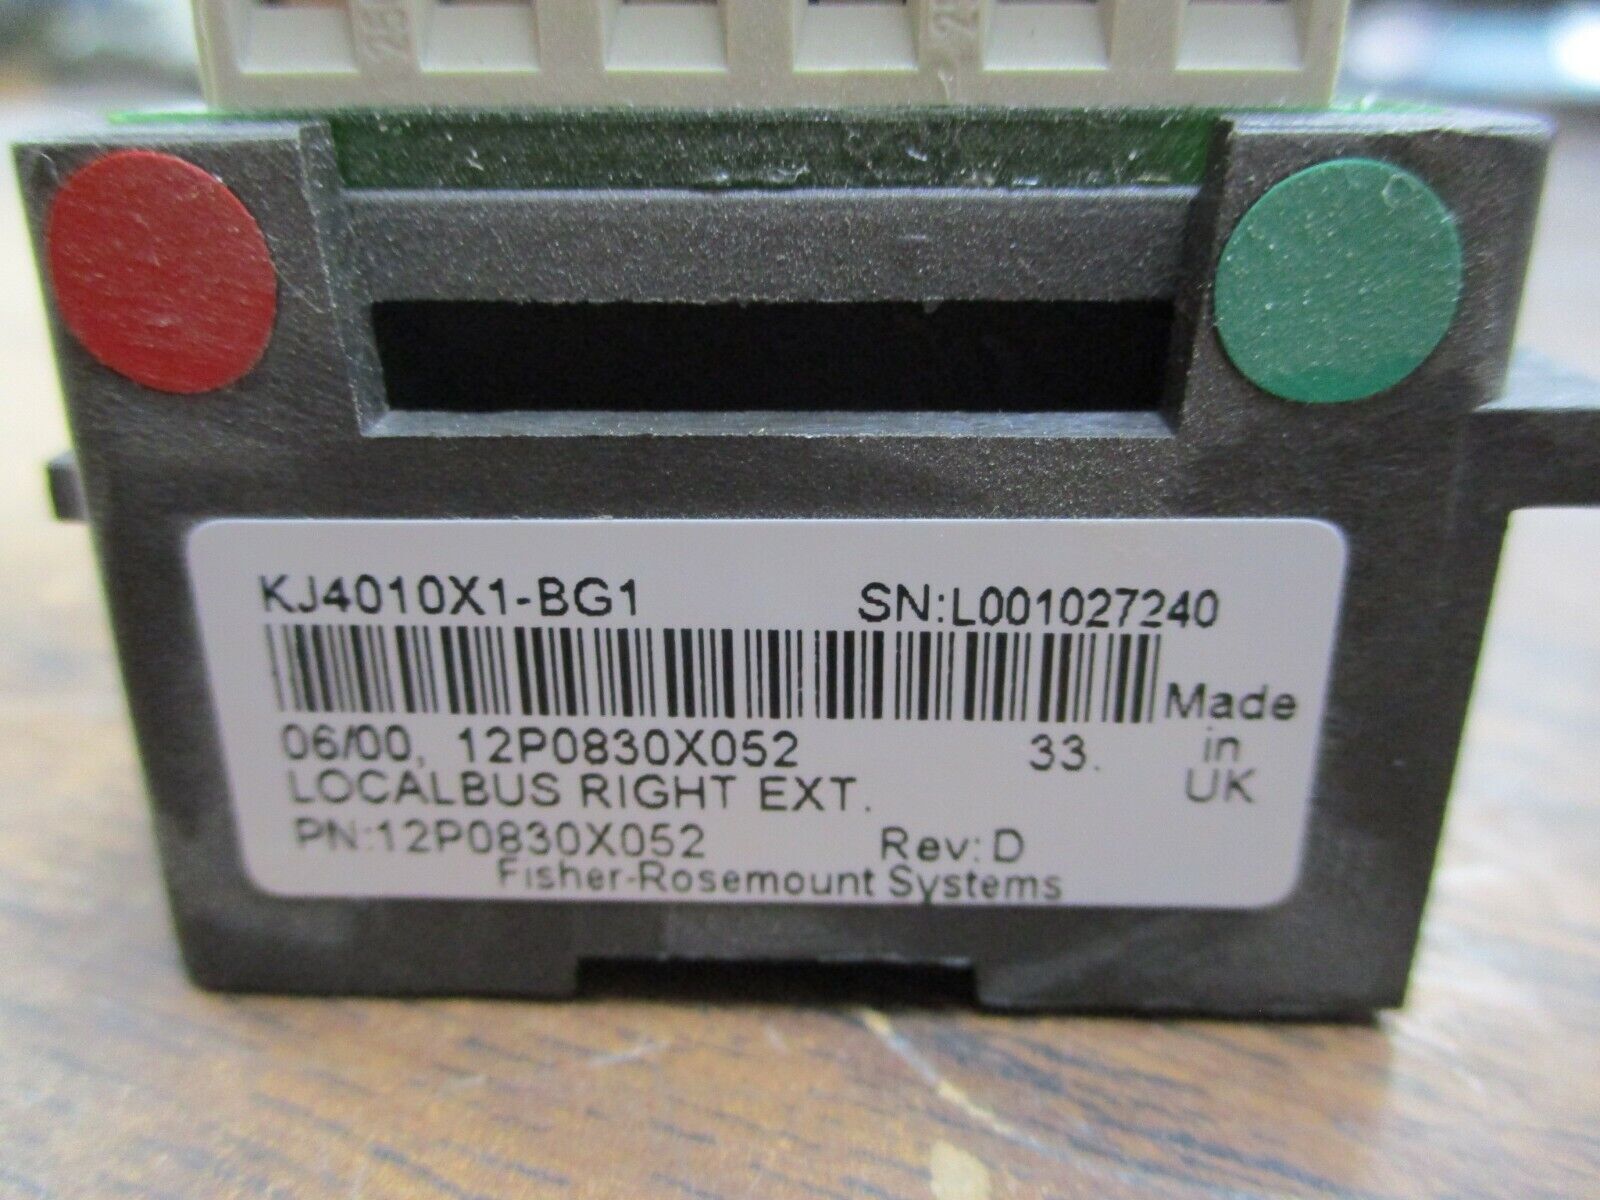 KJ4010X1-BG1 SN:L001027240
Made
in
UK
06/00, 12P0830X052 33.
LOCALBUS RIGHT EXT.
PN:12P0830X052 Rev: D
Fisher-Rosemount Systems